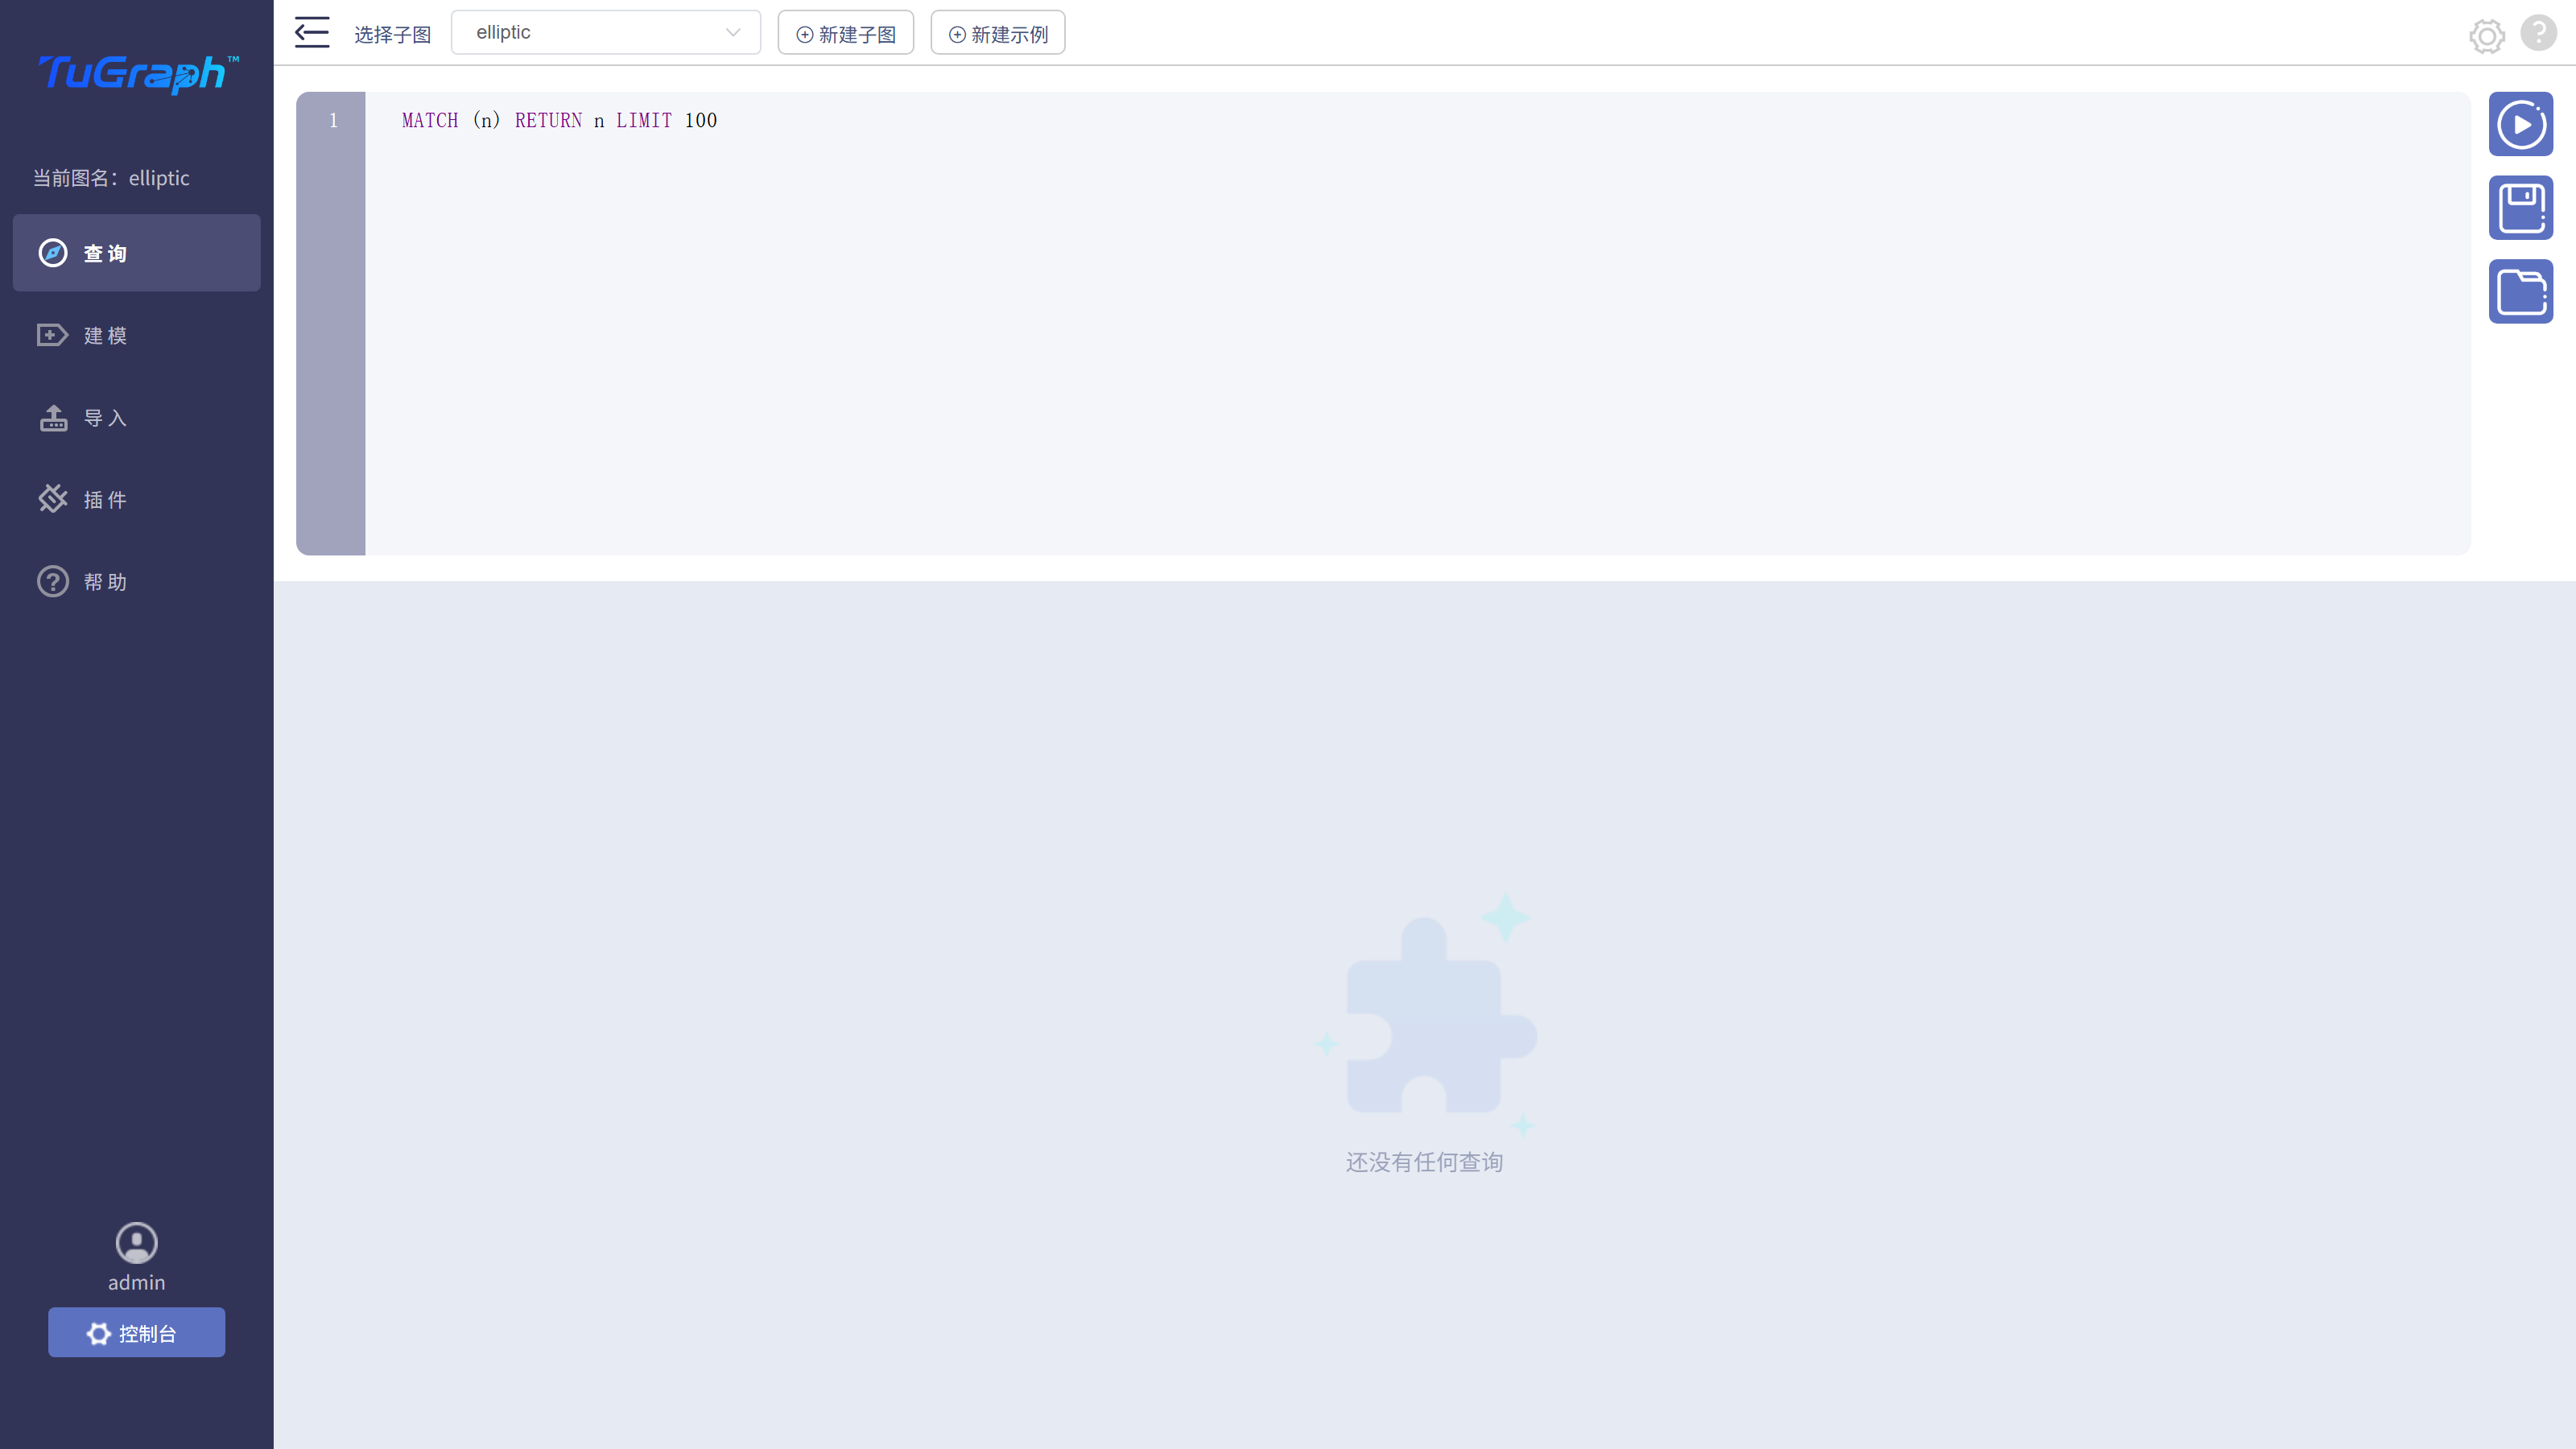 TuGraph™
当前图名：elliptic
查询
建模
导入
插件
帮助
admin
控制台
选择子图 elliptic 新建子图 新建示例
1 MATCH (n) RETURN n LIMIT 100
还没有任何查询